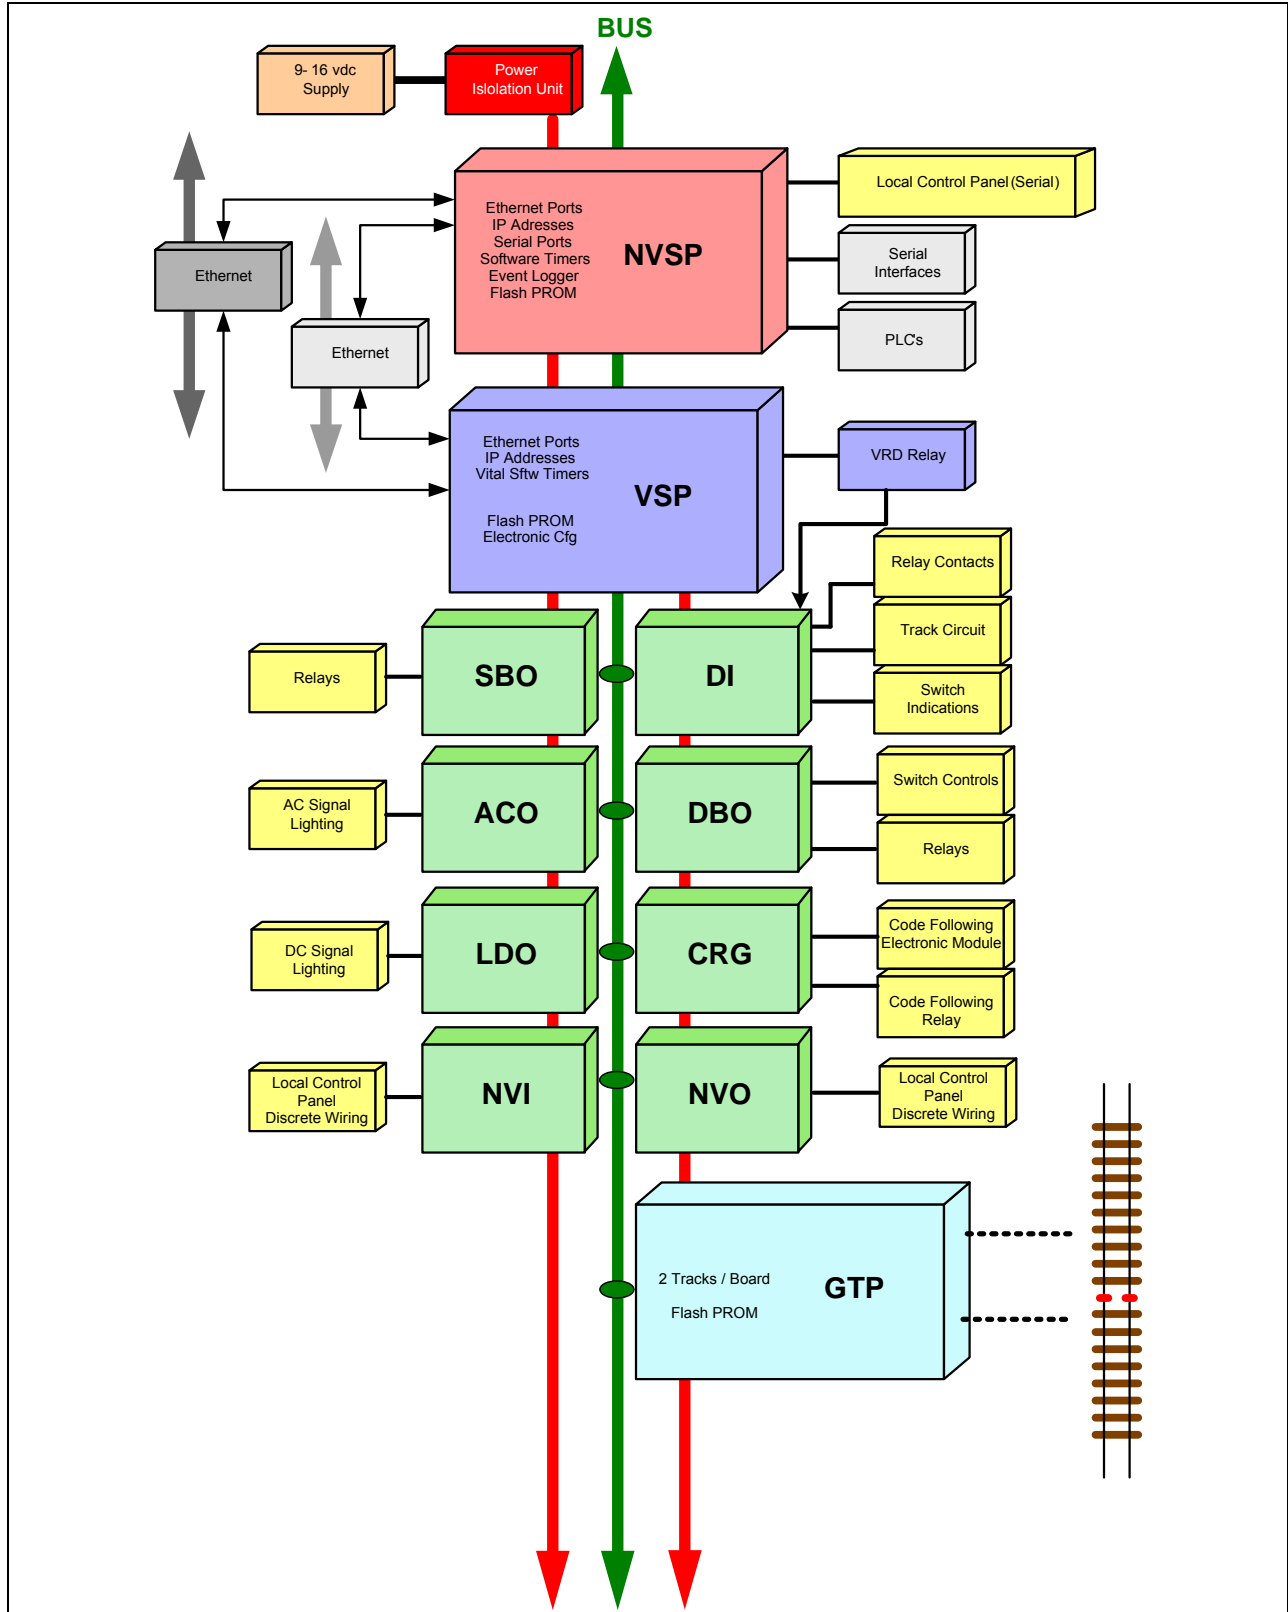 BUS
9- 16 vdc
Supply
Power
Islolation Unit
Ethernet Ports
IP Adresses
Serial Ports
Software Timers
Event Logger
Flash PROM
NVSP
Local Control Panel (Serial)
Serial
Interfaces
PLC's
Ethernet
Ethernet
Ethernet Ports
IP Addresses
Vital Sftw Timers
Flash PROM
Electronic Cfg
VSP
VRD Relay
Relay Contacts
Track Circuit
Switch
Indications
Relays
SBO
DI
AC Signal
Lighting
ACO
DBO
Switch Controls
Relays
DC Signal
Lighting
LDO
CRG
Code Following
Electronic Module
Code Following
Relay
Local Control
Panel
Discrete Wiring
NVI
NVO
Local Control
Panel
Discrete Wiring
2 Tracks / Board
Flash PROM
GTP